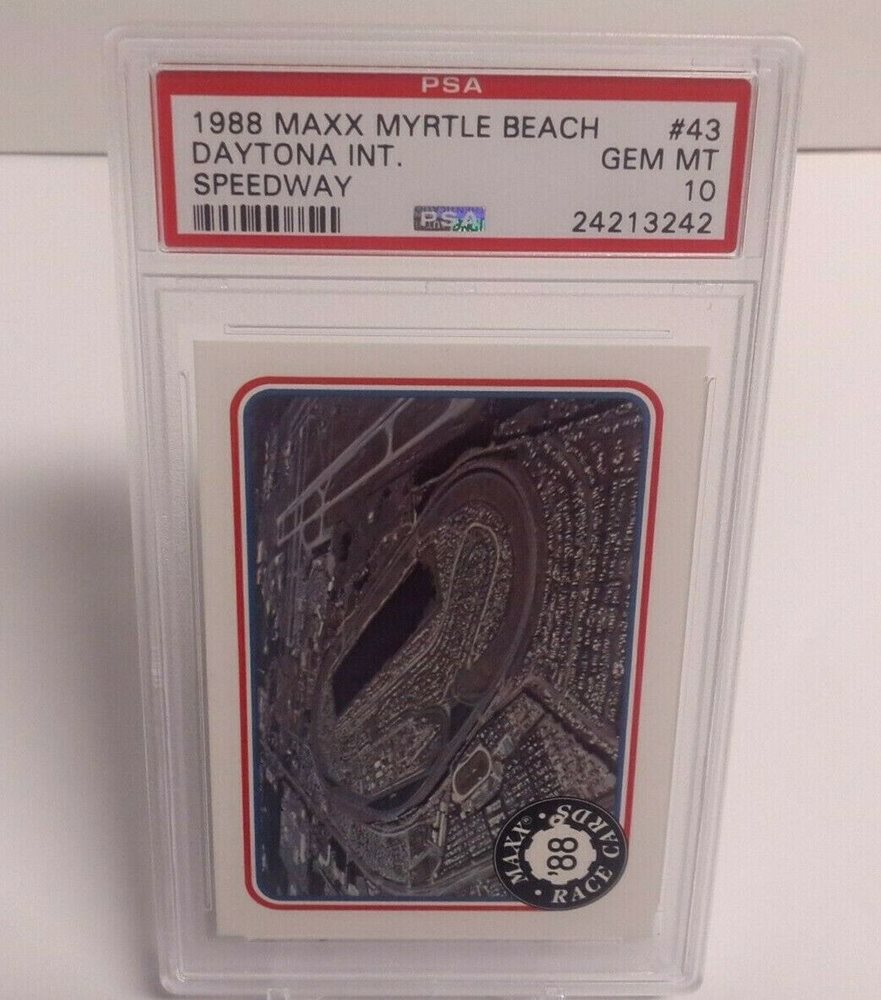 PSA
1988 MAXX MYRTLE BEACH #43
DAYTONA INT. GEM MT
SPEEDWAY 10
PSA 24213242
MAXX® • RACE CARDS •
'88